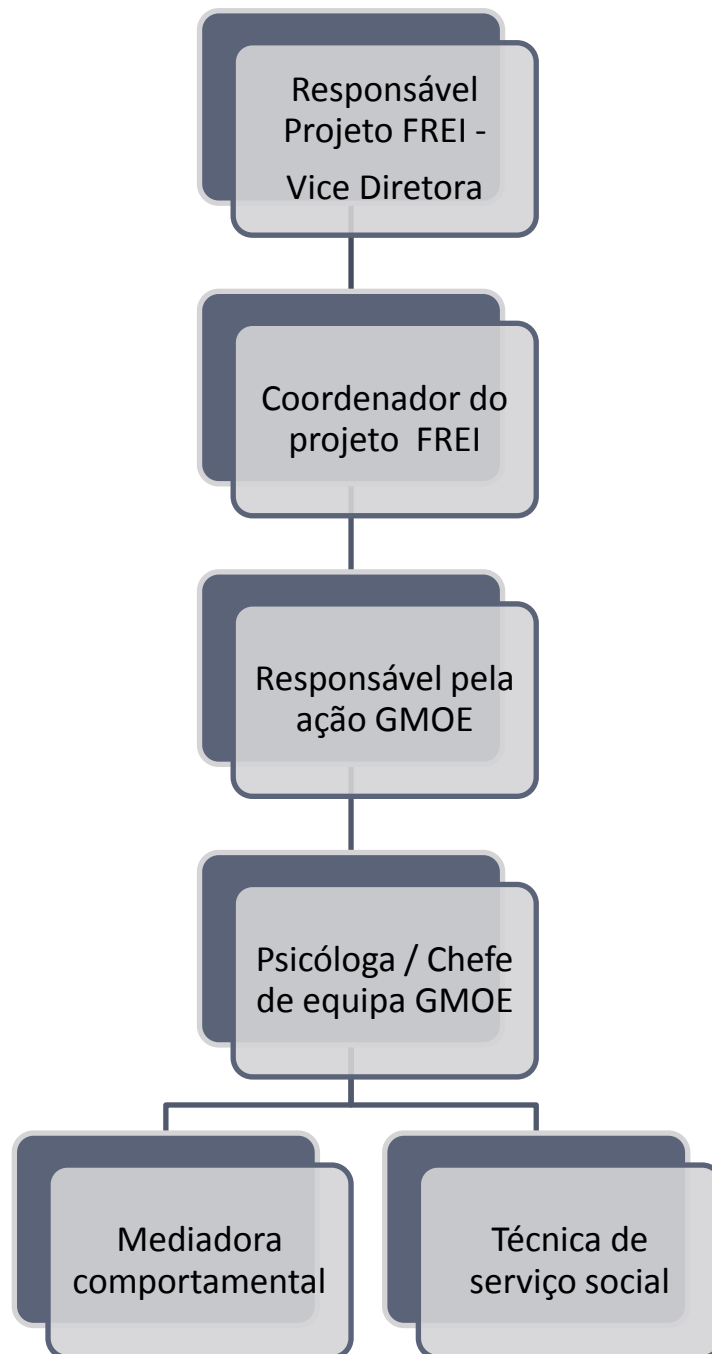 Responsável
Projeto FREI -
Vice Diretora
Coordenador do
projeto FREI
Responsável pela
ação GMOE
Psicóloga / Chefe
de equipa GMOE
Mediadora
comportamental
Técnica de
serviço social